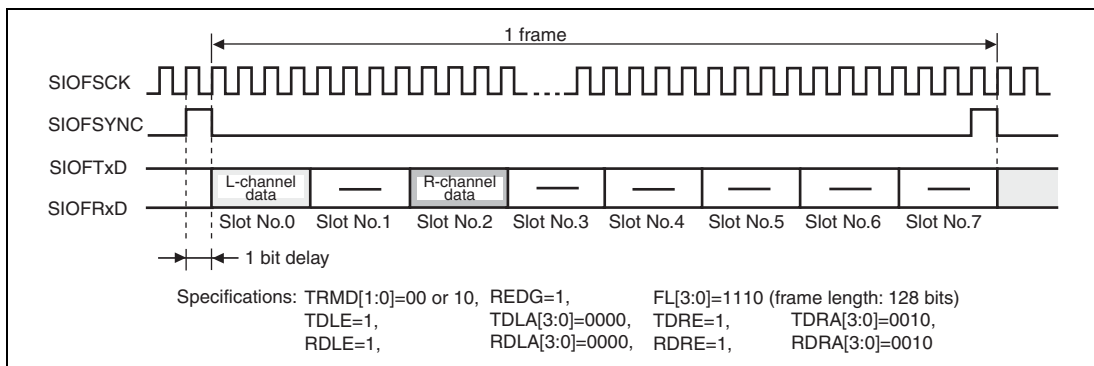 1 frame
SIOFSCK
SIOFSYNC
SIOFTxD
L-channel data
R-channel data
SIOFRxD
Slot No.0 Slot No.1 Slot No.2 Slot No.3 Slot No.4 Slot No.5 Slot No.6 Slot No.7
1 bit delay
Specifications: TRMD[1:0]=00 or 10, REDG=1, FL[3:0]=1110 (frame length: 128 bits)
TDLE=1, TDLA[3:0]=0000, TDRE=1, TDRA[3:0]=0010,
RDLE=1, RDLA[3:0]=0000, RDRE=1, RDRA[3:0]=0010